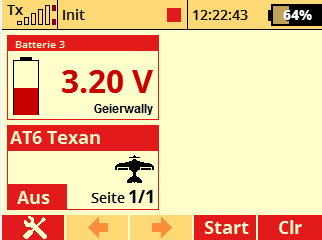 Tx Init 12:22:43 64%
Batterie 3
3.20 V
Geierwally
AT6 Texan
Aus Seite 1/1
Start Clr